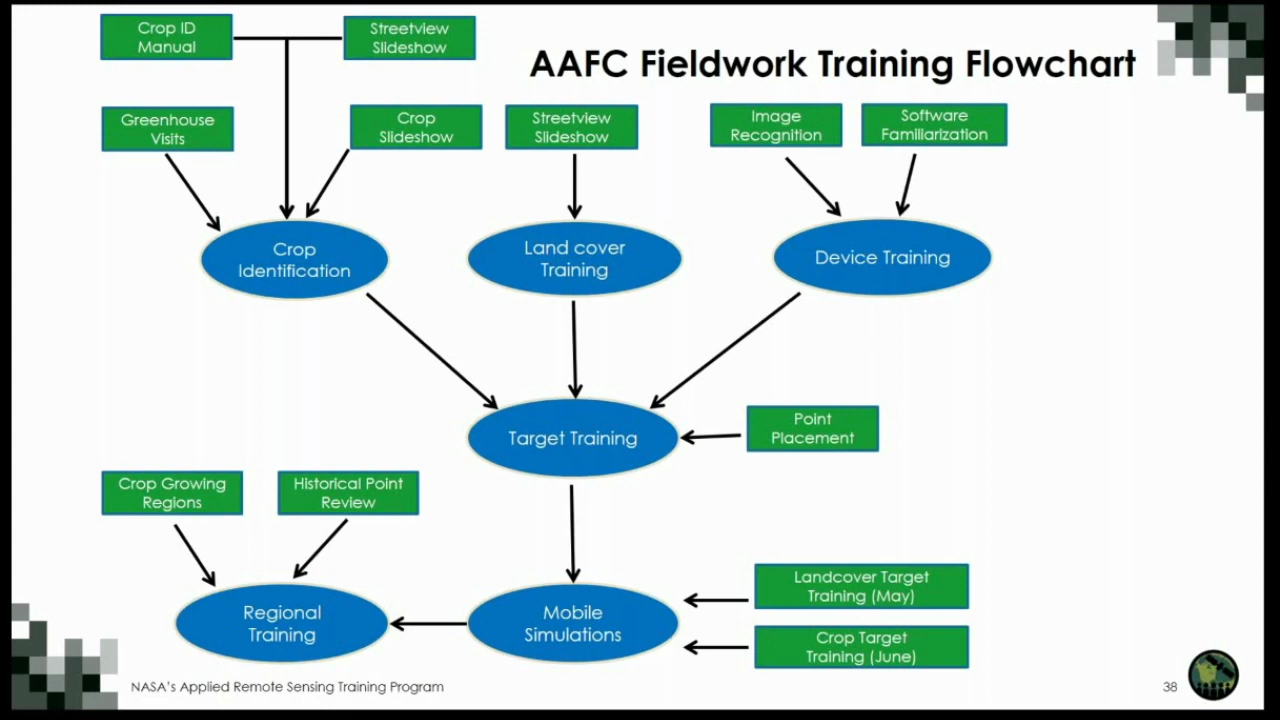 Crop ID
Manual
Streetview
Slideshow
AAFC Fieldwork Training Flowchart
Greenhouse
Visits
Crop
Slideshow
Streetview
Slideshow
Image
Recognition
Software
Familiarization
Crop
Identification
Land cover
Training
Device Training
Target Training
Point
Placement
Crop Growing
Regions
Historical Point
Review
Regional
Training
Mobile
Simulations
Landcover Target
Training (May)
Crop Target
Training (June)
NASA's Applied Remote Sensing Training Program
38